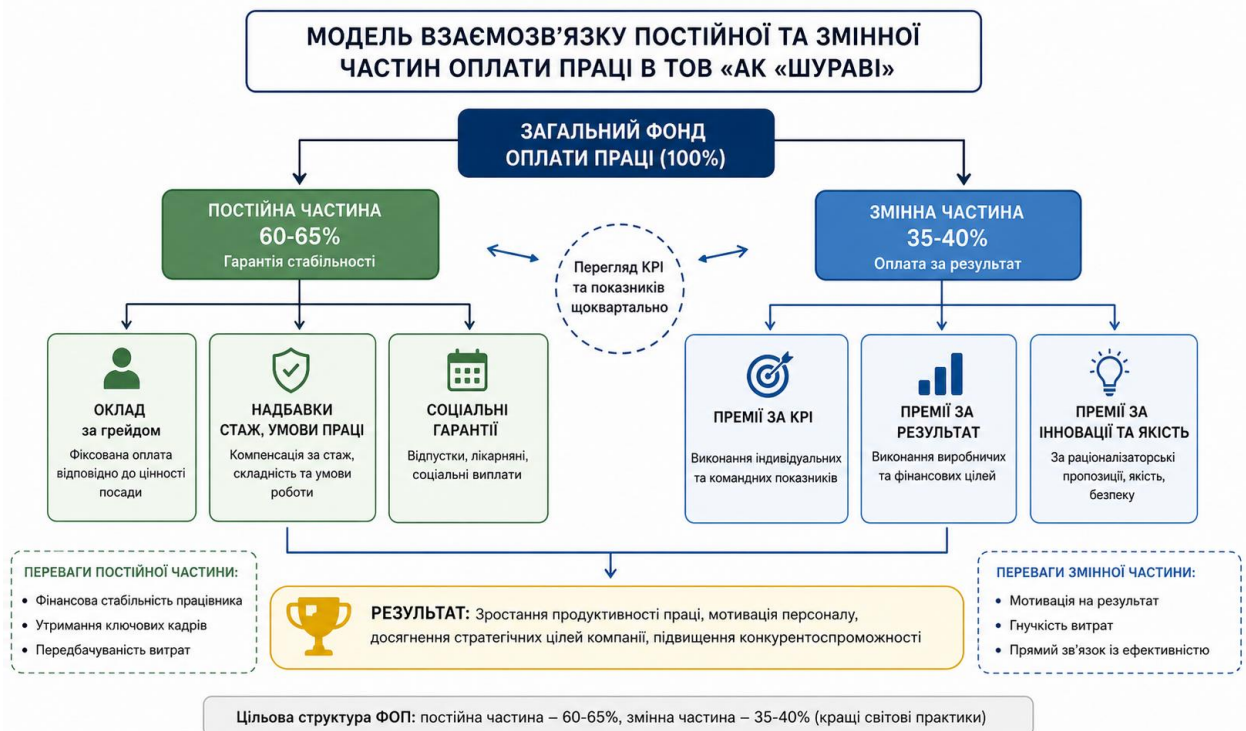 МОДЕЛЬ ВЗАЄМОЗВ’ЯЗКУ ПОСТІЙНОЇ ТА ЗМІННОЇ
ЧАСТИН ОПЛАТИ ПРАЦІ В ТОВ «АК «ШУРАВІ»
ЗАГАЛЬНИЙ ФОНД
ОПЛАТИ ПРАЦІ (100%)
ПОСТІЙНА ЧАСТИНА
60-65%
Гарантія стабільності
Перегляд KPI
та показників
щоквартально
ЗМІННА ЧАСТИНА
35-40%
Оплата за результат
ОКЛАД
за грейдом
Фіксована оплата
відповідно до цінності
посади
НАДБАВКИ
СТАЖ, УМОВИ ПРАЦІ
Компенсація за стаж,
складність та умови
роботи
СОЦІАЛЬНІ
ГАРАНТІЇ
Відпустки, лікарняні,
соціальні виплати
ПРЕМІЇ ЗА KPI
Виконання індивідуальних
та командних показників
ПРЕМІЇ ЗА
РЕЗУЛЬТАТ
Виконання виробничих
та фінансових цілей
ПРЕМІЇ ЗА
ІННОВАЦІЇ ТА ЯКІСТЬ
За раціоналізаторські
пропозиції, якість,
безпеку
ПЕРЕВАГИ ПОСТІЙНОЇ ЧАСТИНИ:
• Фінансова стабільність працівника
• Утримання ключових кадрів
• Передбачуваність витрат
РЕЗУЛЬТАТ: Зростання продуктивності праці, мотивація персоналу,
досягнення стратегічних цілей компанії, підвищення конкурентоспроможності
ПЕРЕВАГИ ЗМІННОЇ ЧАСТИНИ:
• Мотивація на результат
• Гнучкість витрат
• Прямий зв’язок із ефективністю
Цільова структура ФОП: постійна частина – 60-65%, змінна частина – 35-40% (кращі світові практики)